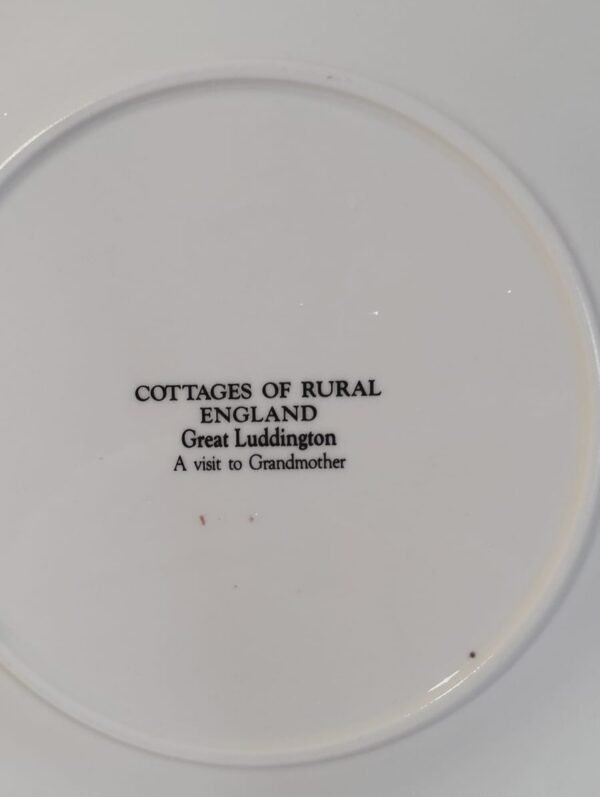 COTTAGES OF RURAL
ENGLAND
Great Luddington
A visit to Grandmother